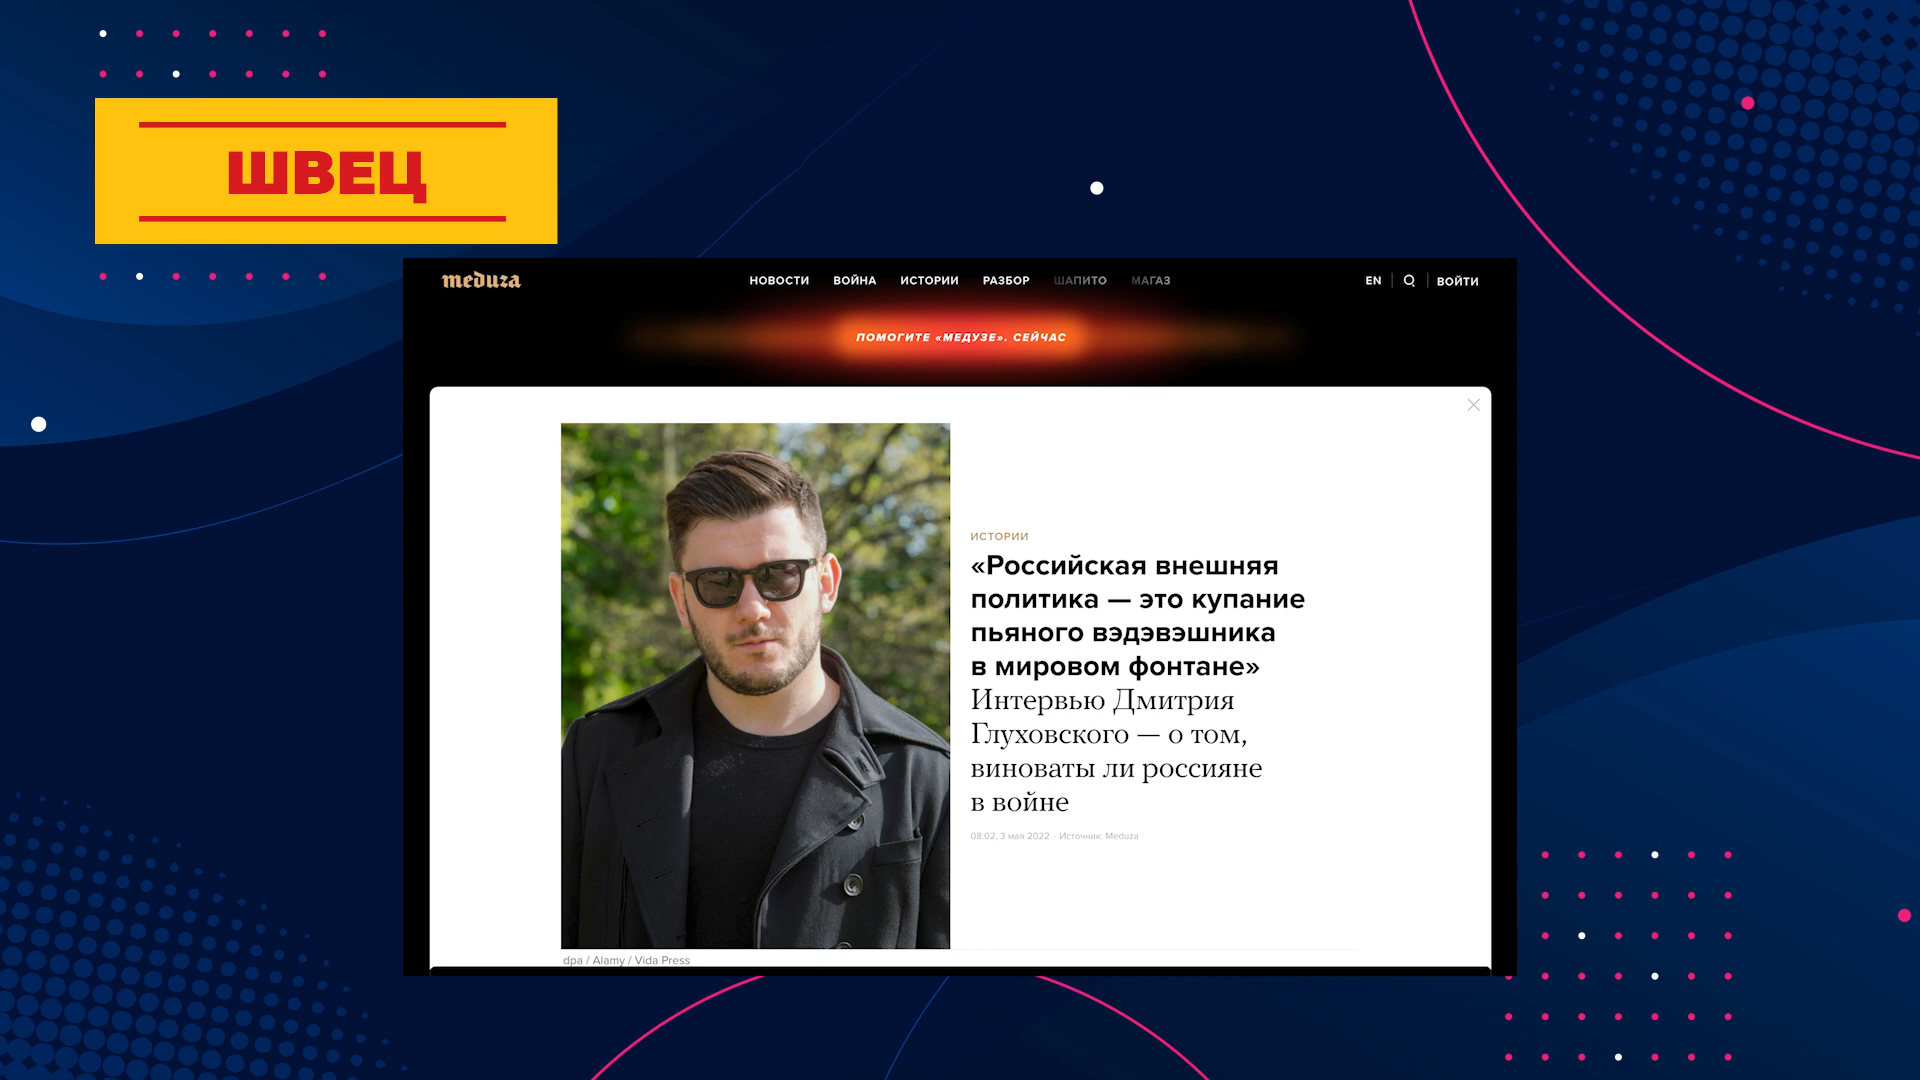 ШВЕЦ
meduza
НОВОСТИ ВОЙНА ИСТОРИИ РАЗБОР ШАПИТО МАГАЗ
EN ВОЙТИ
ПОМОГИТЕ «МЕДУЗЕ». СЕЙЧАС
ИСТОРИИ
«Российская внешняя
политика — это купание
пьяного вэдэвэшника
в мировом фонтане»
Интервью Дмитрия
Глуховского — о том,
виноваты ли россияне
в войне
08:02, 3 мая 2022 · Источник: Meduza
dpa / Alamy / Vida Press